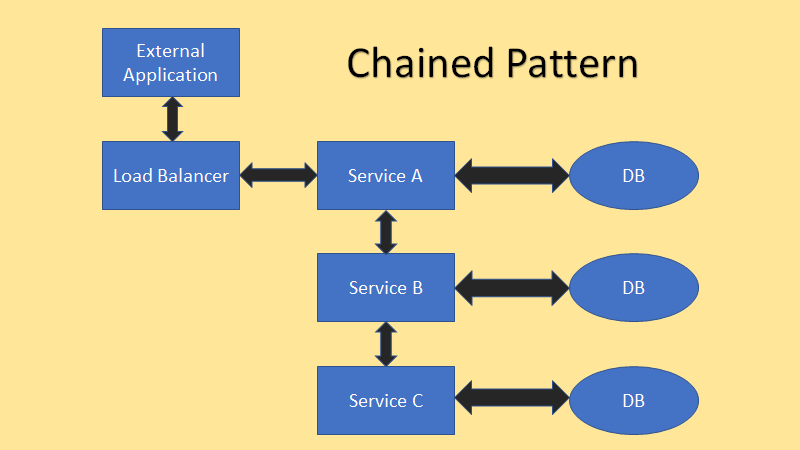 External
Application
Chained Pattern
Load Balancer
Service A
DB
Service B
DB
Service C
DB